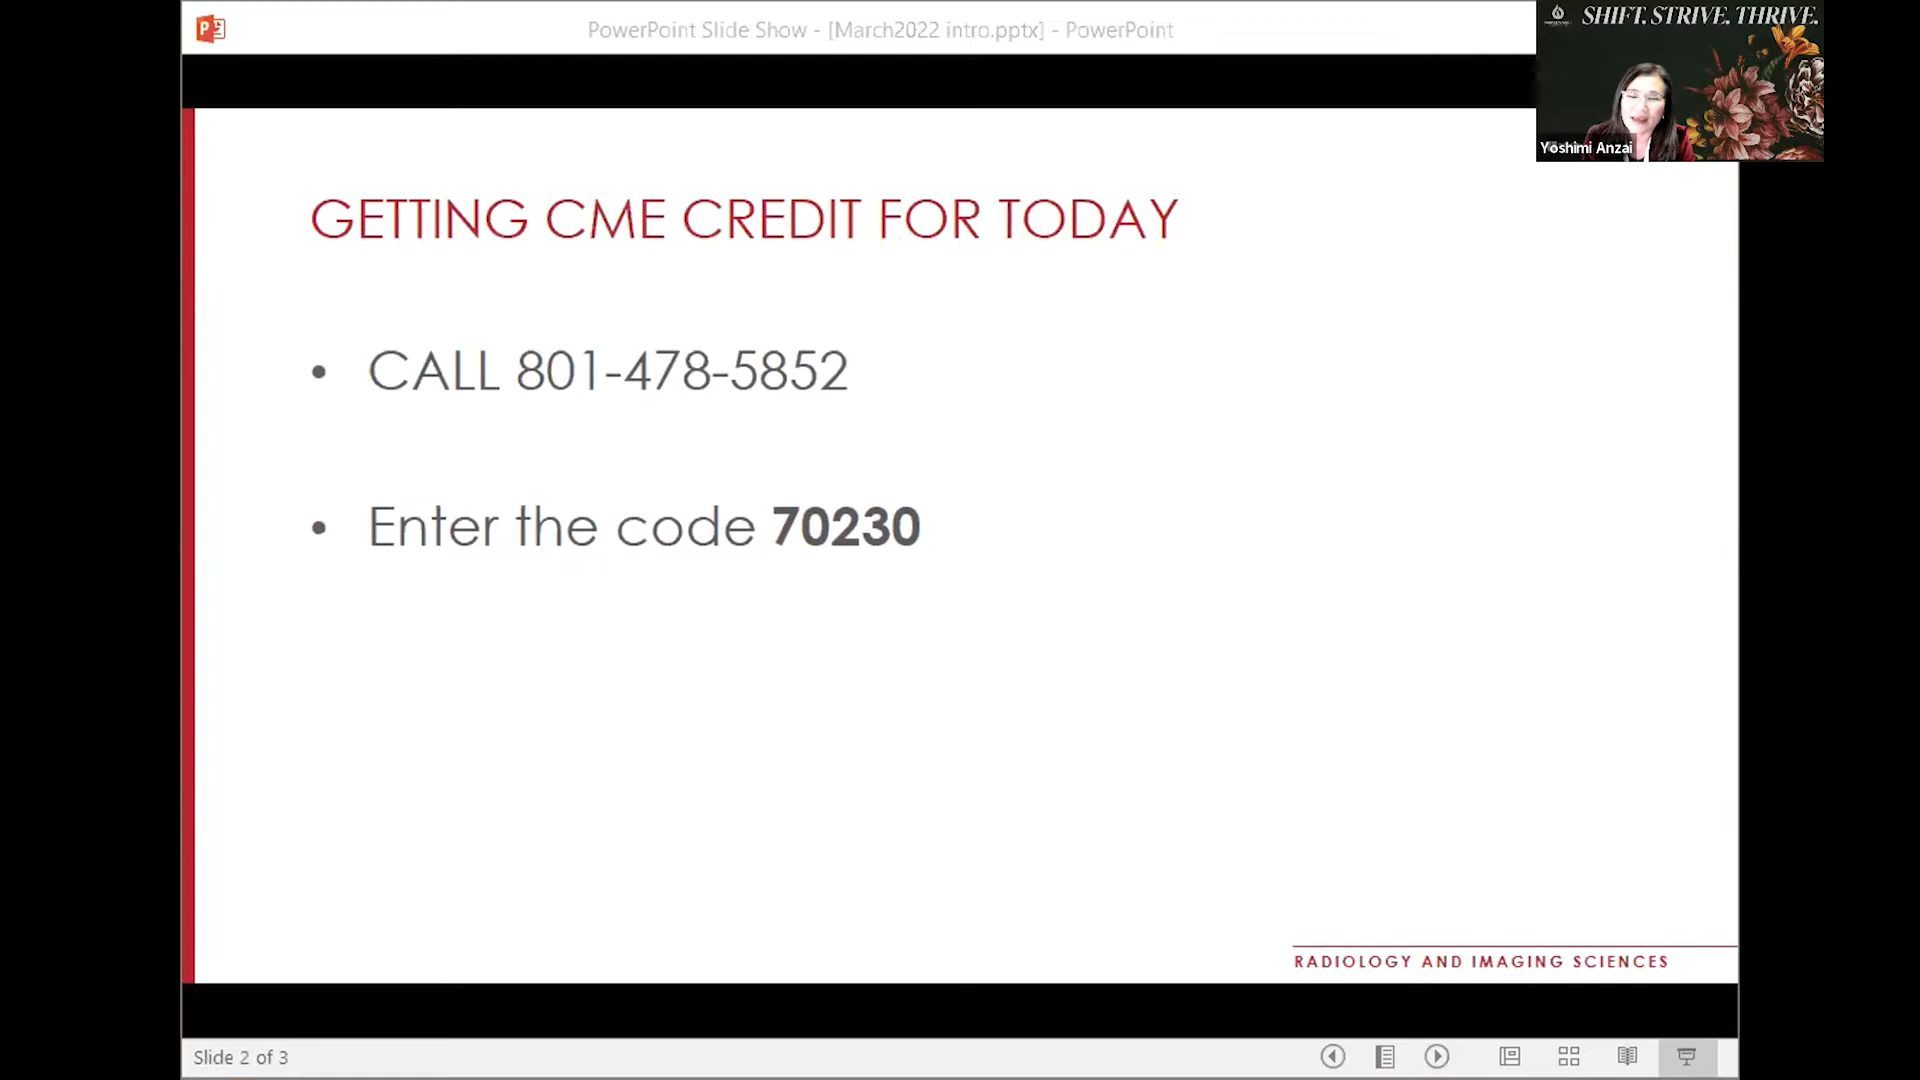 PowerPoint Slide Show - [March2022 intro.pptx] - PowerPoint
SHIFT. STRIVE. THRIVE.
Yoshimi Anzai
GETTING CME CREDIT FOR TODAY
• CALL 801-478-5852
• Enter the code 70230
RADIOLOGY AND IMAGING SCIENCES
Slide 2 of 3